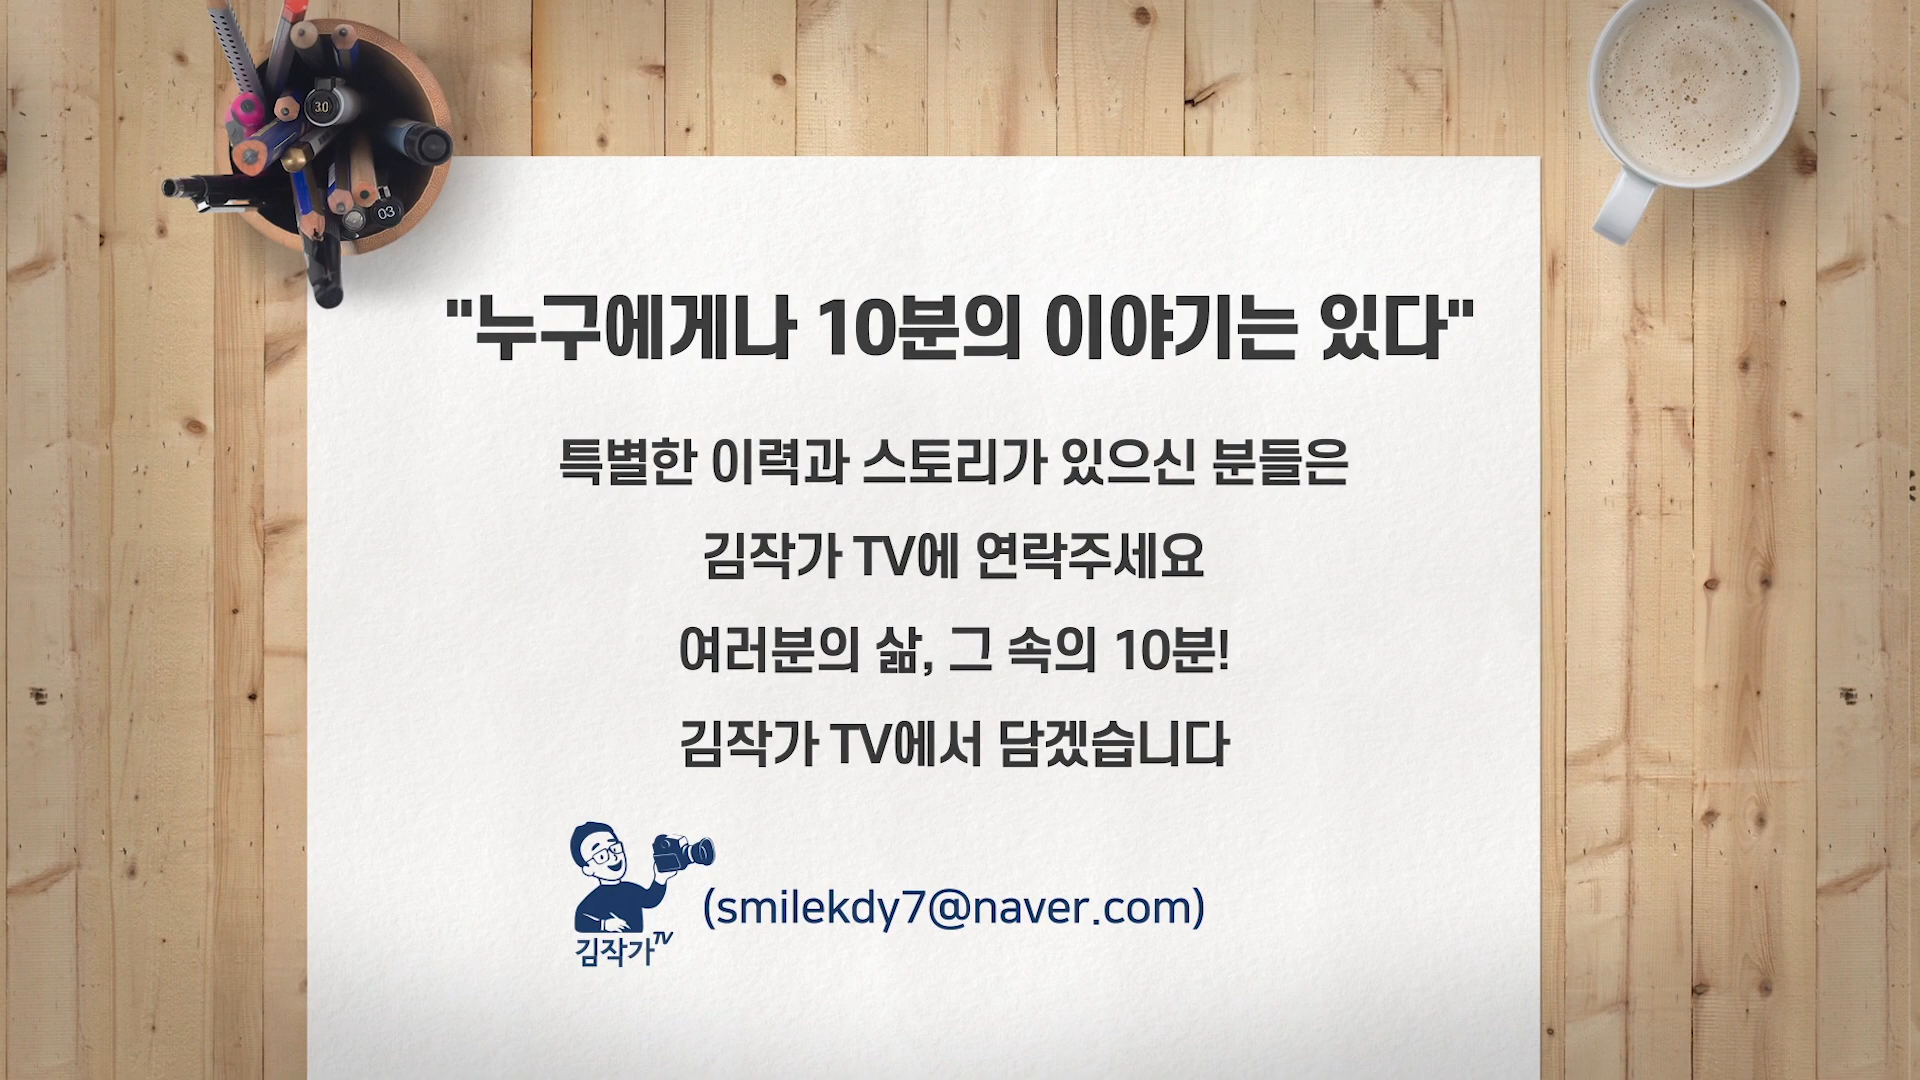 "누구에게나 10분의 이야기는 있다"
특별한 이력과 스토리가 있으신 분들은
김작가 TV에 연락주세요
여러분의 삶, 그 속의 10분!
김작가 TV에서 담겠습니다
(smilekdy7@naver.com)
김작가TV
3.0
03